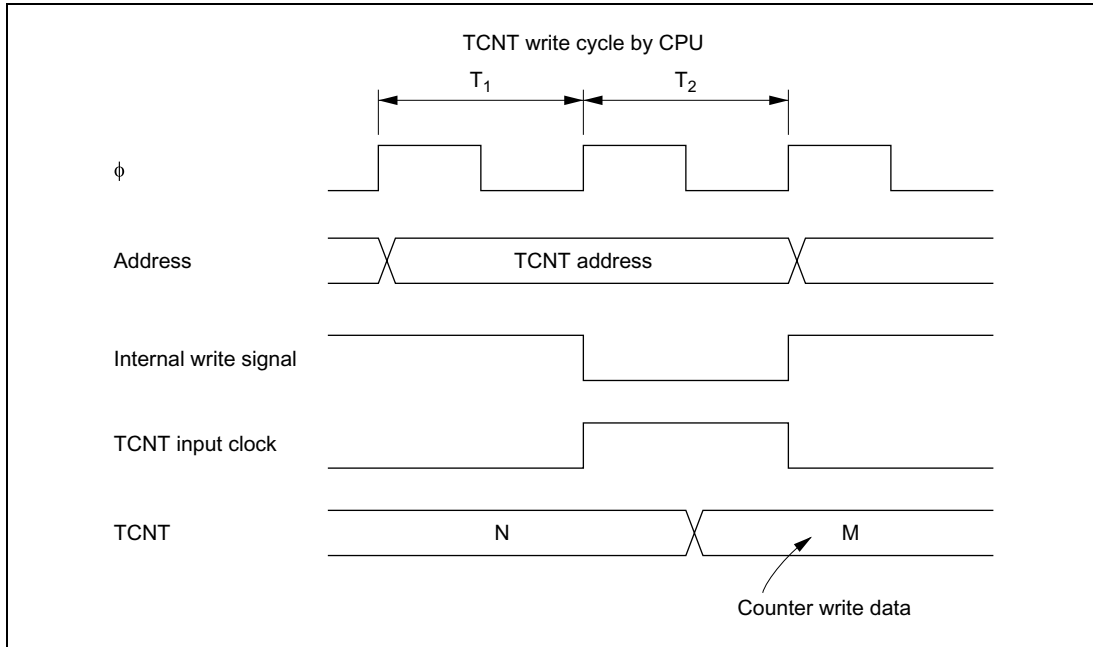 TCNT write cycle by CPU
T1 T2
φ
Address TCNT address
Internal write signal
TCNT input clock
TCNT N M
Counter write data